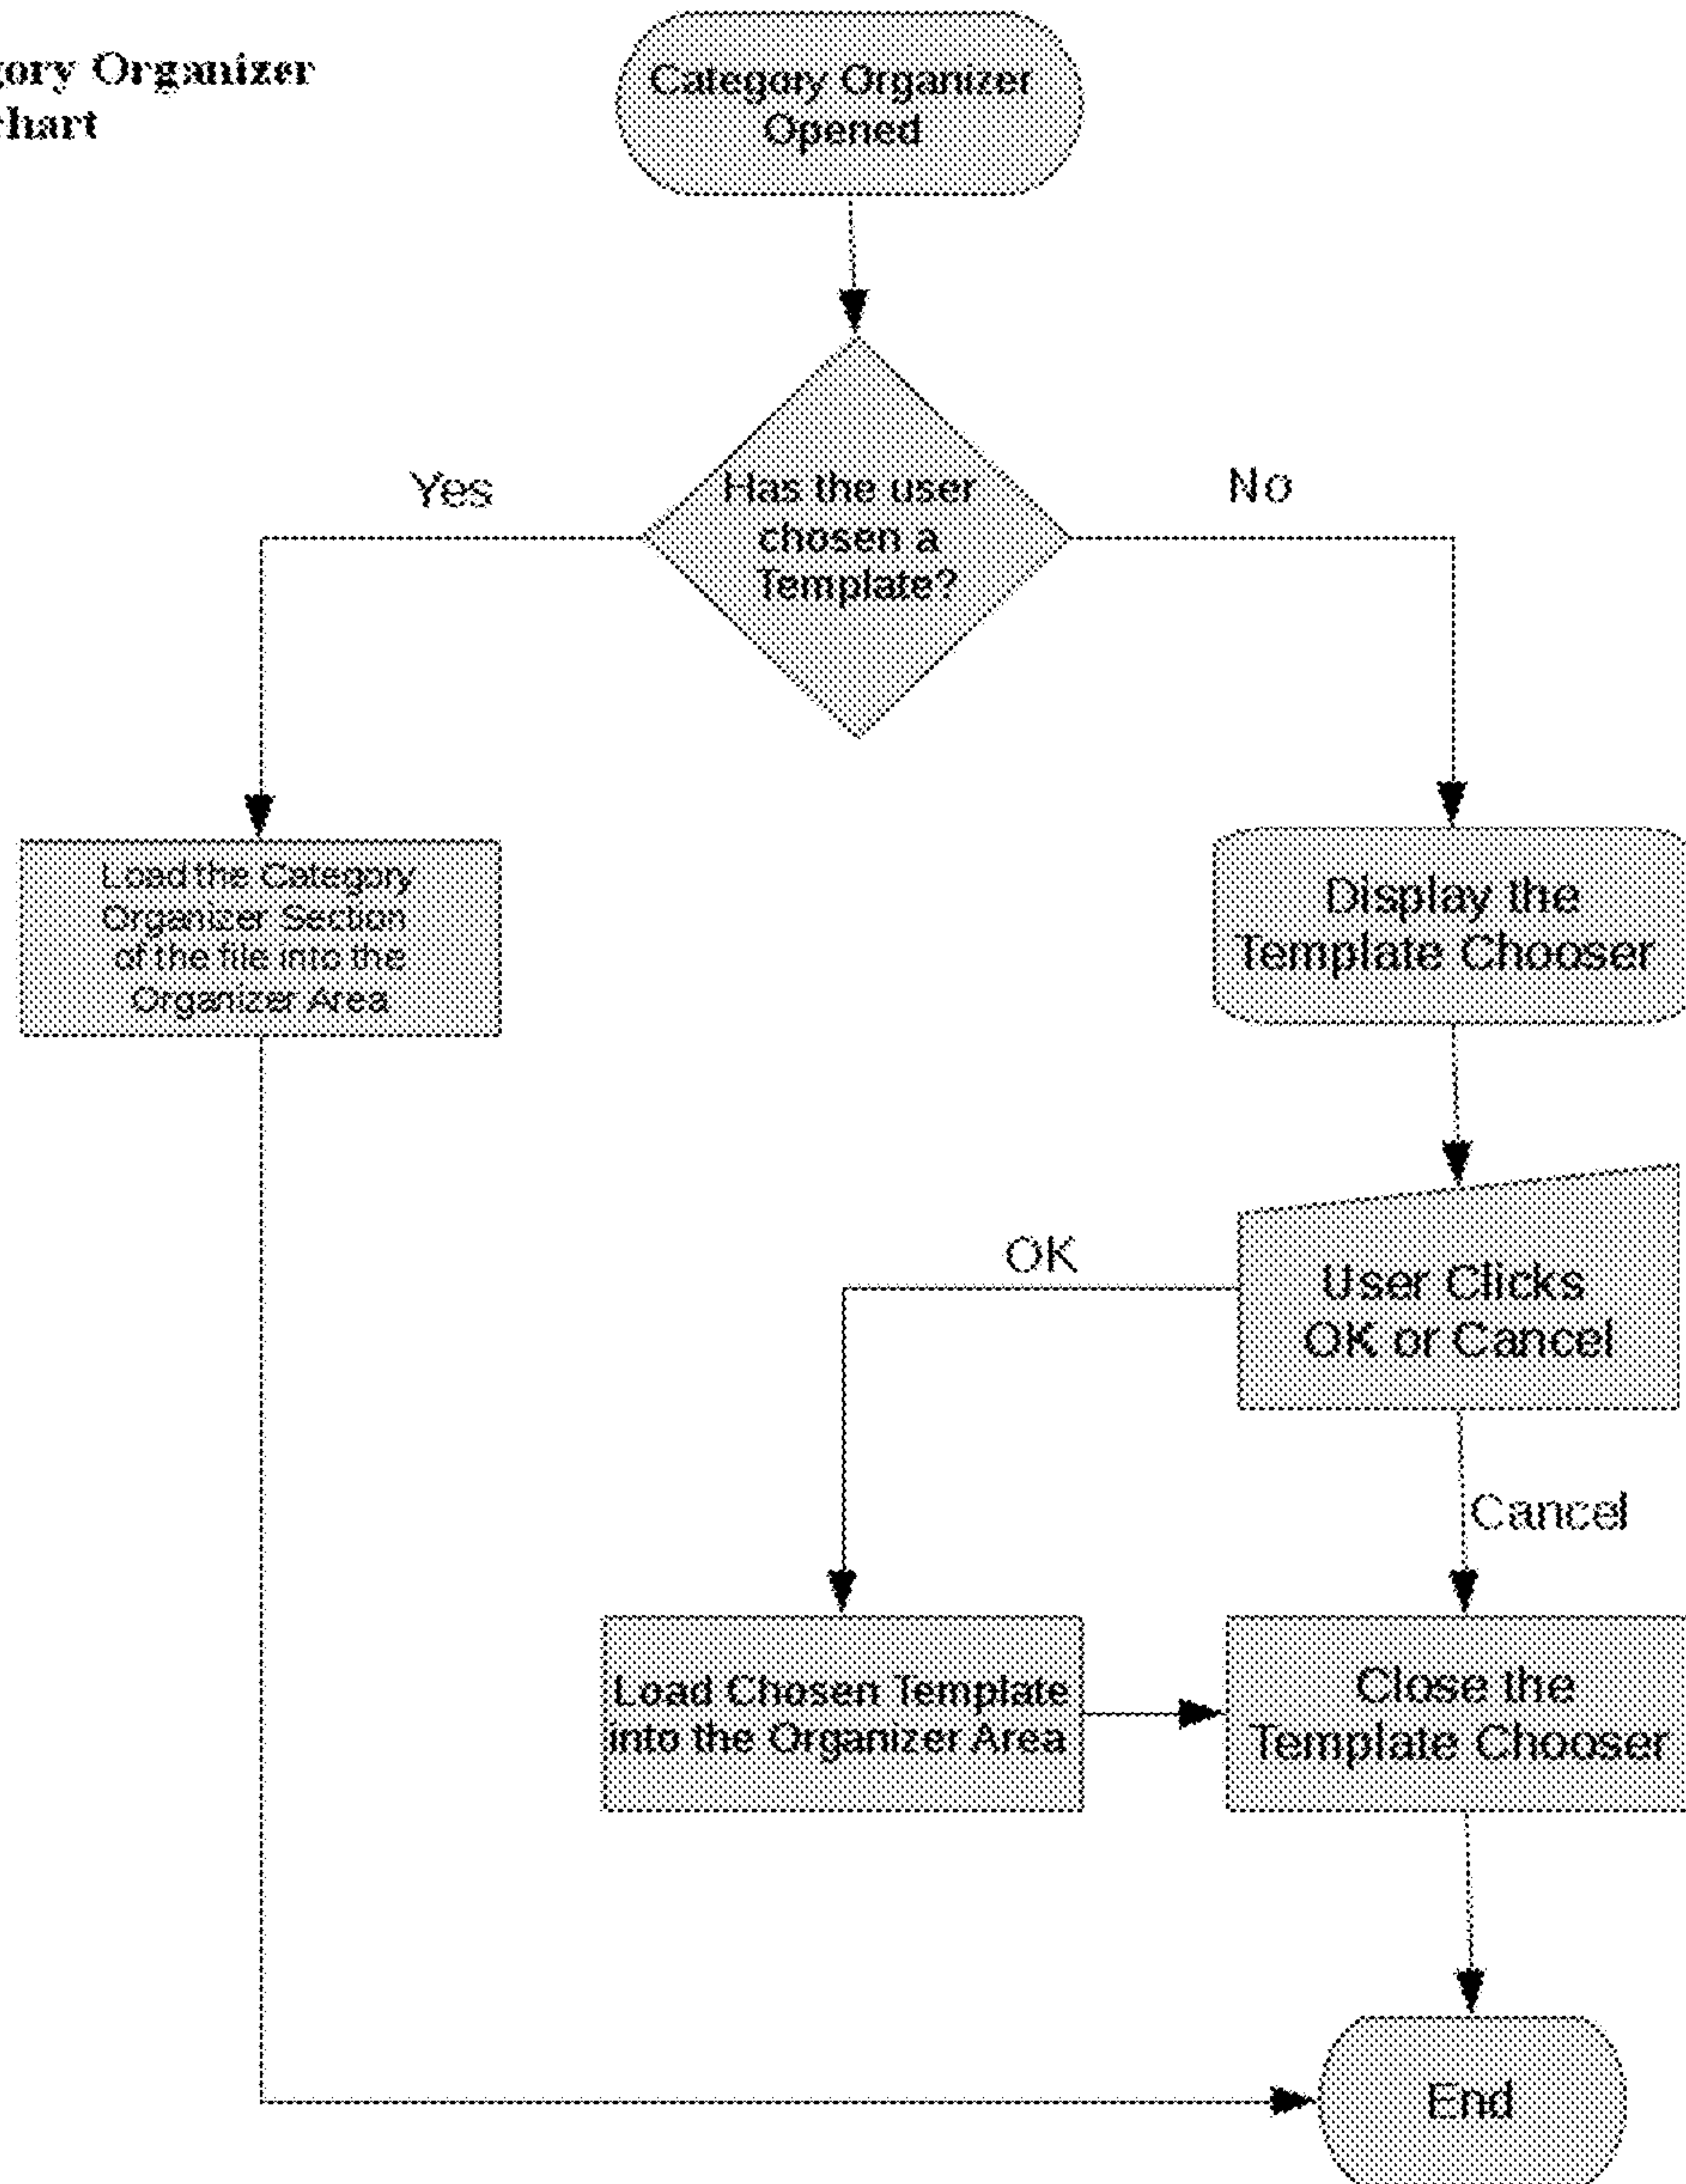 gory Organizer
chart
Category Organizer
Opened
Has the user
chosen a
Template?
Yes
No
Load the Category
Organizer Section
of the file into the
Organizer Area
Display the
Template Chooser
User Clicks
OK or Cancel
OK
Cancel
Load Chosen Template
into the Organizer Area
Close the
Template Chooser
End